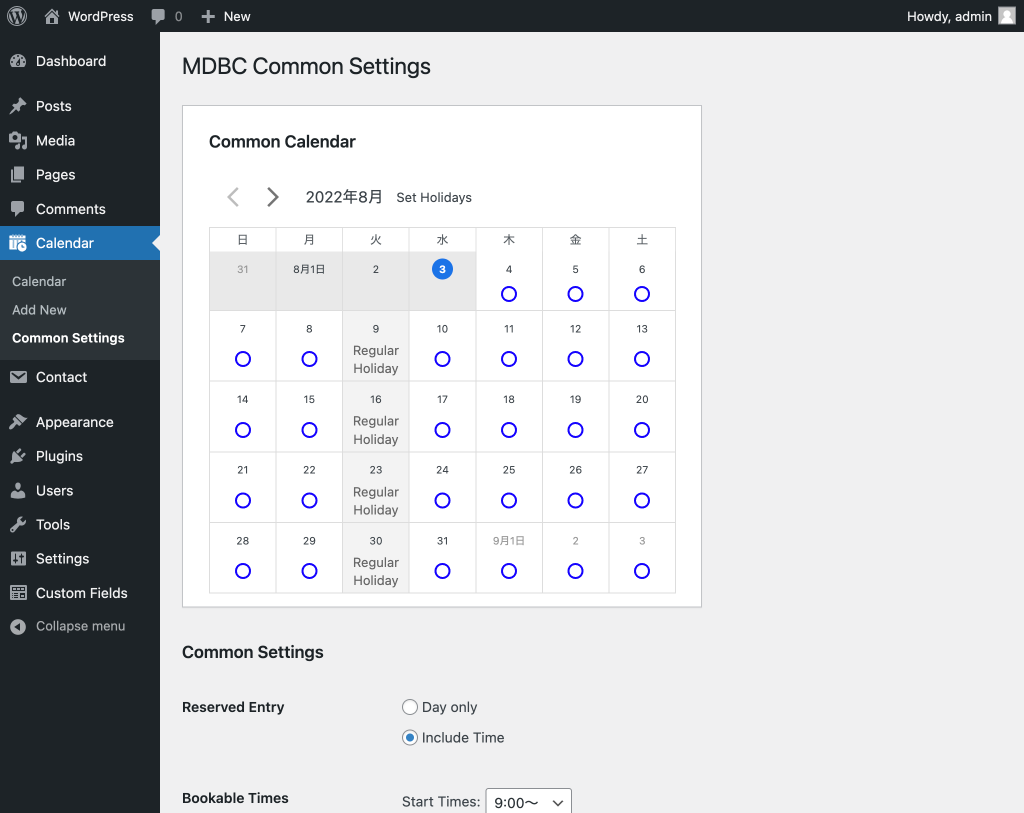 WordPress 0 New Howdy, admin
Dashboard
Posts
Media
Pages
Comments
Calendar
Calendar
Add New
Common Settings
Contact
Appearance
Plugins
Users
Tools
Settings
Custom Fields
Collapse menu
MDBC Common Settings
Common Calendar
2022年8月 Set Holidays
日 月 火 水 木 金 土
31 8月1日 2 3 4 5 6
7 8 9 10 11 12 13
Regular
Holiday
14 15 16 17 18 19 20
Regular
Holiday
21 22 23 24 25 26 27
Regular
Holiday
28 29 30 31 9月1日 2 3
Regular
Holiday
Common Settings
Reserved Entry Day only
Include Time
Bookable Times Start Times: 9:00〜